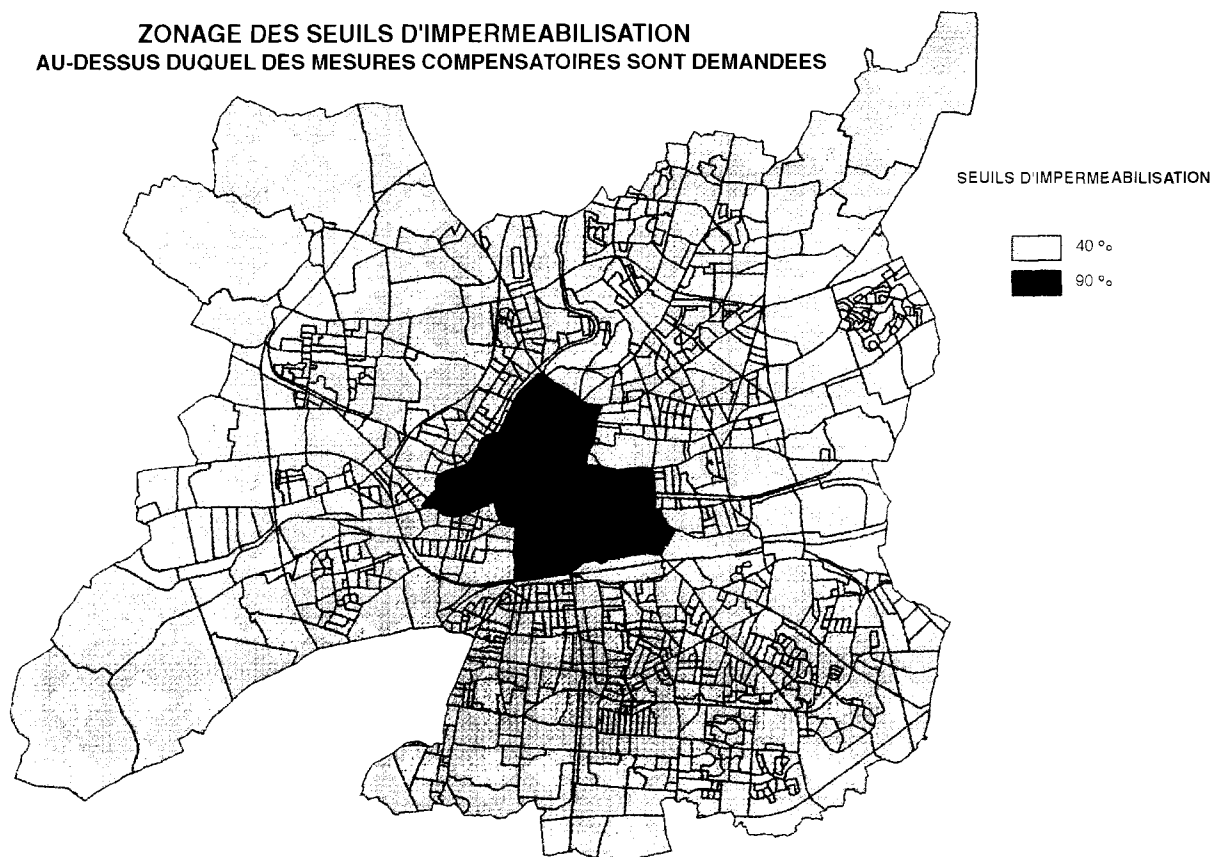 ZONAGE DES SEUILS D'IMPERMEABILISATION
AU-DESSUS DUQUEL DES MESURES COMPENSATOIRES SONT DEMANDEES
SEUILS D'IMPERMEABILISATION
40 %
90 %